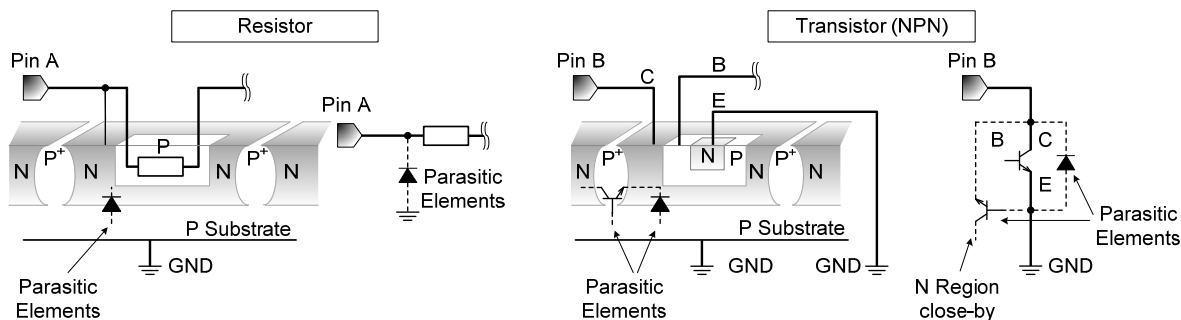 Resistor
Transistor (NPN)
Pin A
Pin B
C
B
E
Pin B
Pin A
N
P+
N
P
N
P+
N
N
P+
N
N
P
P+
N
B
C
E
Parasitic
Elements
P Substrate
GND
Parasitic
Elements
P Substrate
GND
GND
Parasitic
Elements
Parasitic
Elements
GND
N Region
close-by